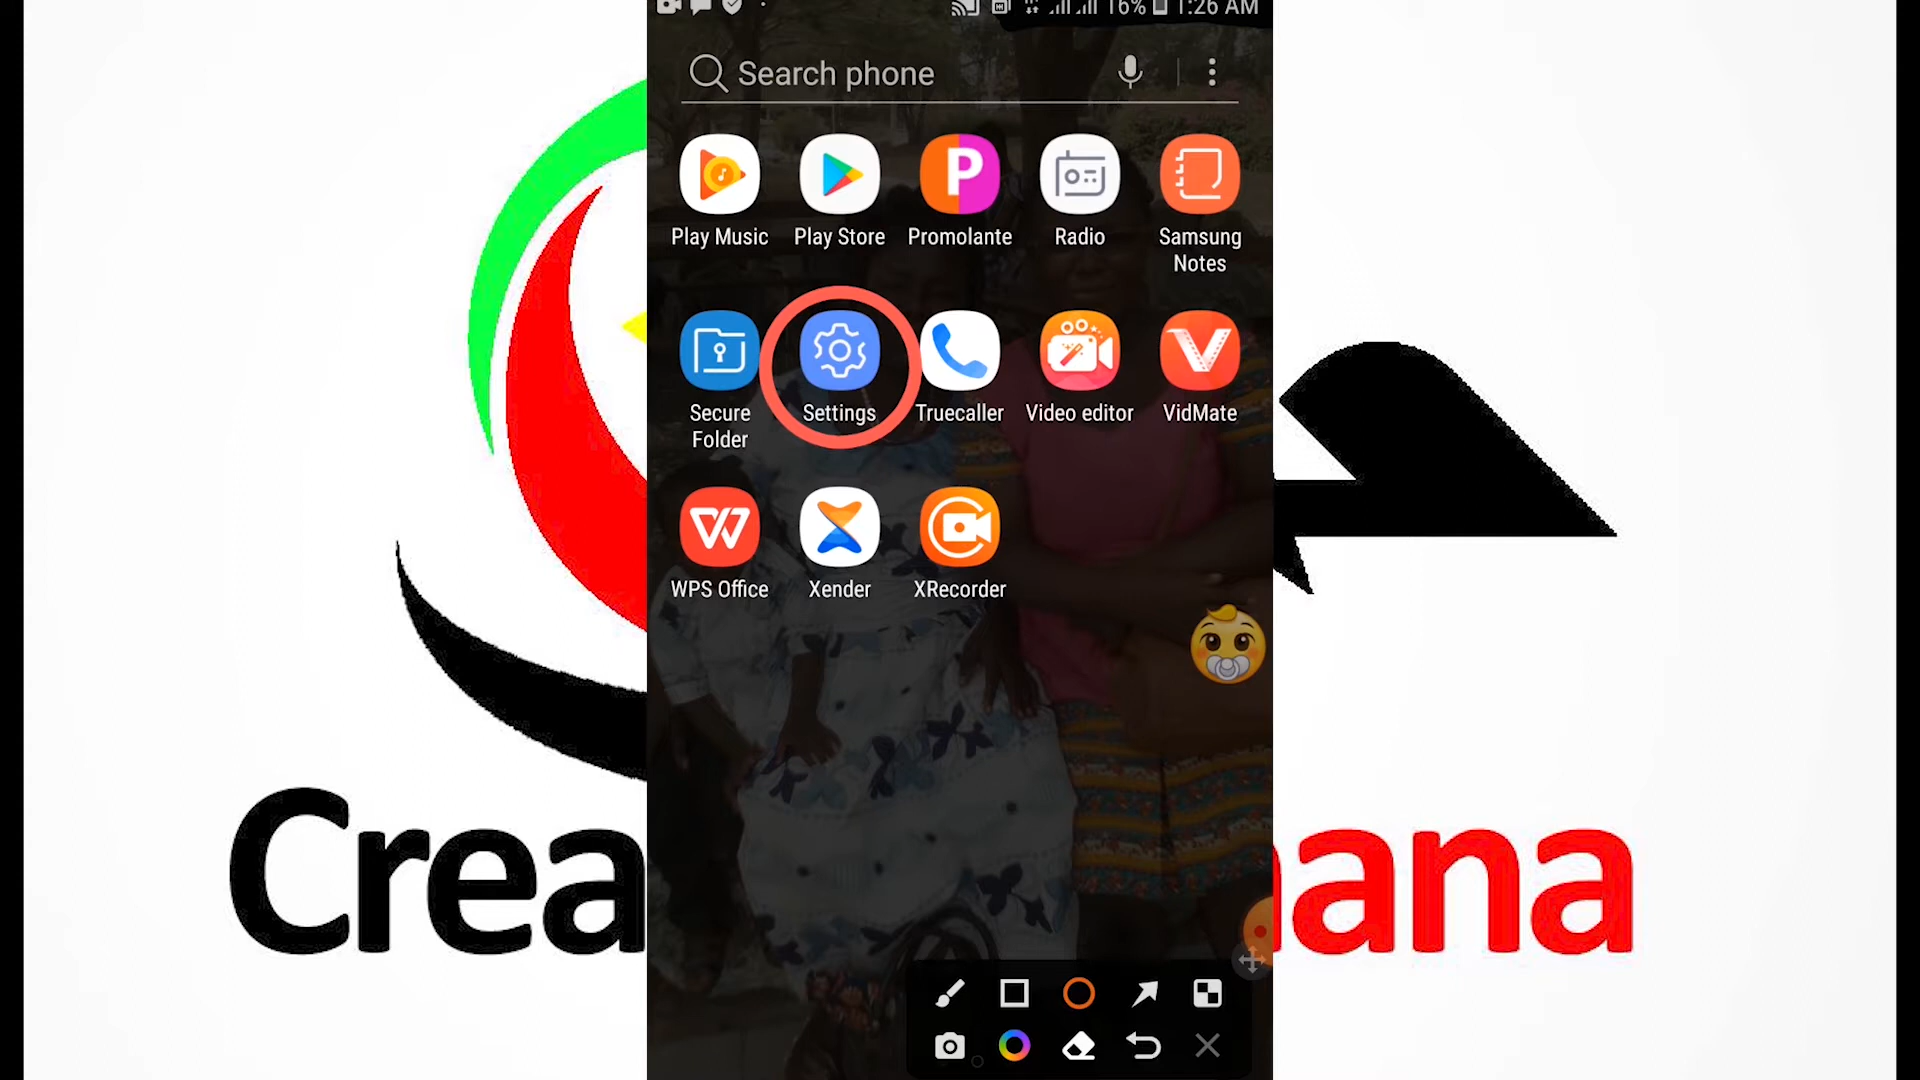 16% 1:26 AM
Search phone
Play Music Play Store Promolante Radio Samsung Notes
Secure Folder Settings Truecaller Video editor VidMate
WPS Office Xender XRecorder
Crea ana